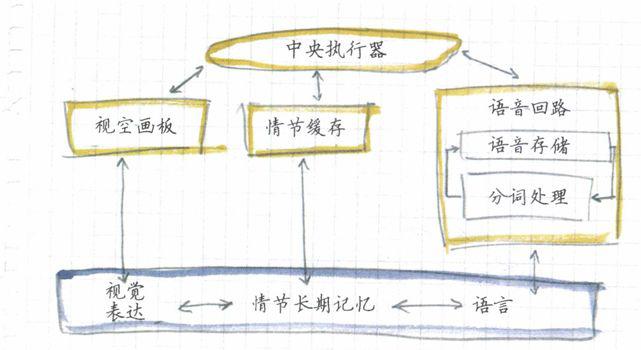 中央执行器
视空画板
情节缓存
语音回路
语音存储
分词处理
视觉
表达
情节长期记忆
语言